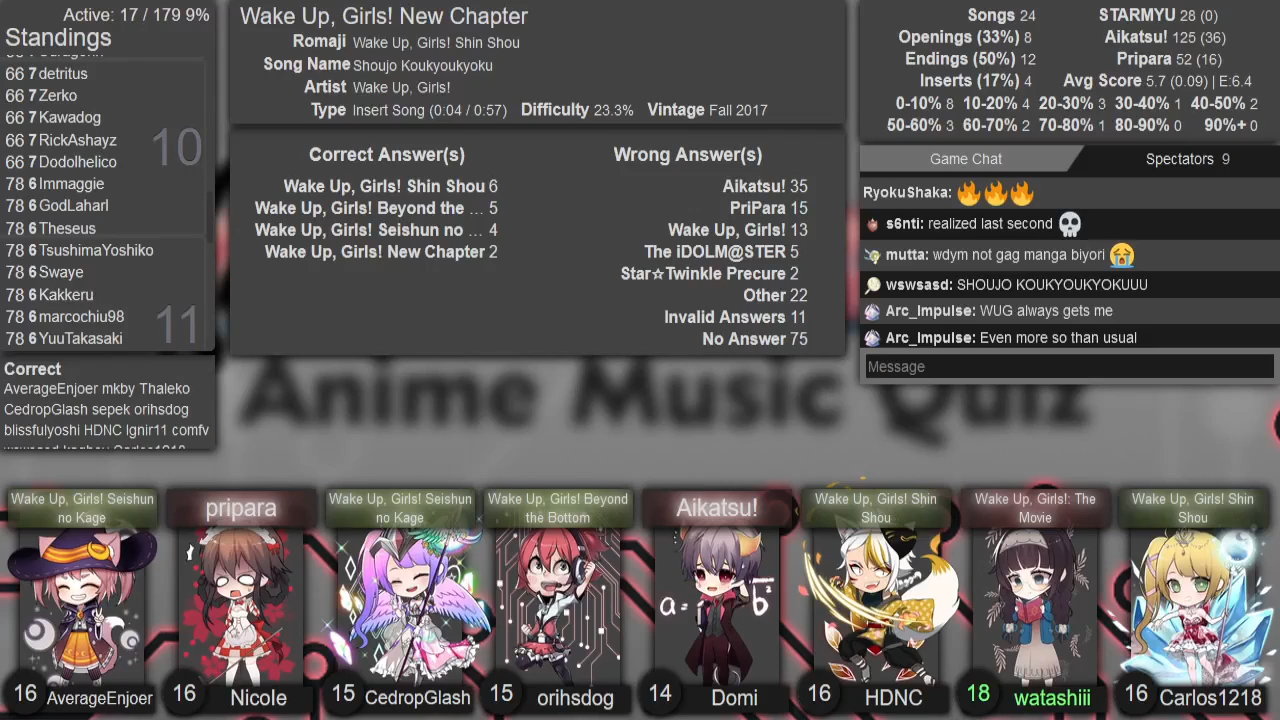 Active: 17 / 179 9%
Standings
66 7 detritus
66 7 Zerko
66 7 Kawadog
66 7 RickAshayz
66 7 Dodolhelico
10
78 6 Immaggie
78 6 GodLaharl
78 6 Theseus
78 6 TsushimaYoshiko
78 6 Swaye
78 6 Kakkeru
78 6 marcochiu98
78 6 YuuTakasaki
11
Correct
AverageEnjoer mkby Thaleko
CedropGlash sepek orihsdog
blissfulyoshi HDNC Ignir11 comfv
Wake Up, Girls! New Chapter
Romaji Wake Up, Girls! Shin Shou
Song Name Shoujo Koukyoukyoku
Artist Wake Up, Girls!
Type Insert Song (0:04 / 0:57) Difficulty 23.3% Vintage Fall 2017
Correct Answer(s)
Wake Up, Girls! Shin Shou 6
Wake Up, Girls! Beyond the ... 5
Wake Up, Girls! Seishun no ... 4
Wake Up, Girls! New Chapter 2
Wrong Answer(s)
Aikatsu! 35
PriPara 15
Wake Up, Girls! 13
The iDOLM@STER 5
Star☆Twinkle Precure 2
Other 22
Invalid Answers 11
No Answer 75
Songs 24 STARMYU 28 (0)
Openings (33%) 8 Aikatsu! 125 (36)
Endings (50%) 12 Pripara 52 (16)
Inserts (17%) 4 Avg Score 5.7 (0.09) | E:6.4
0-10% 8 10-20% 4 20-30% 3 30-40% 1 40-50% 2
50-60% 3 60-70% 2 70-80% 1 80-90% 0 90%+ 0
Game Chat Spectators 9
RyokuShaka: 🔥🔥🔥
s6nti: realized last second 💀
mutta: wdym not gag manga biyori 😭
wswsasd: SHOUJO KOUKYOUKYOKUUU
Arc_Impulse: WUG always gets me
Arc_Impulse: Even more so than usual
Message
Anime Music Quiz
Wake Up, Girls! Seishun
no Kage
pripara
Wake Up, Girls! Seishun
no Kage
Wake Up, Girls! Beyond
the Bottom
Aikatsu!
Wake Up, Girls! Shin
Shou
Wake Up, Girls!: The
Movie
Wake Up, Girls! Shin
Shou
a= b²
16 AverageEnjoer
16 Nicole
15 CedropGlash
15 orihsdog
14 Domi
16 HDNC
18 watashiii
16 Carlos1218